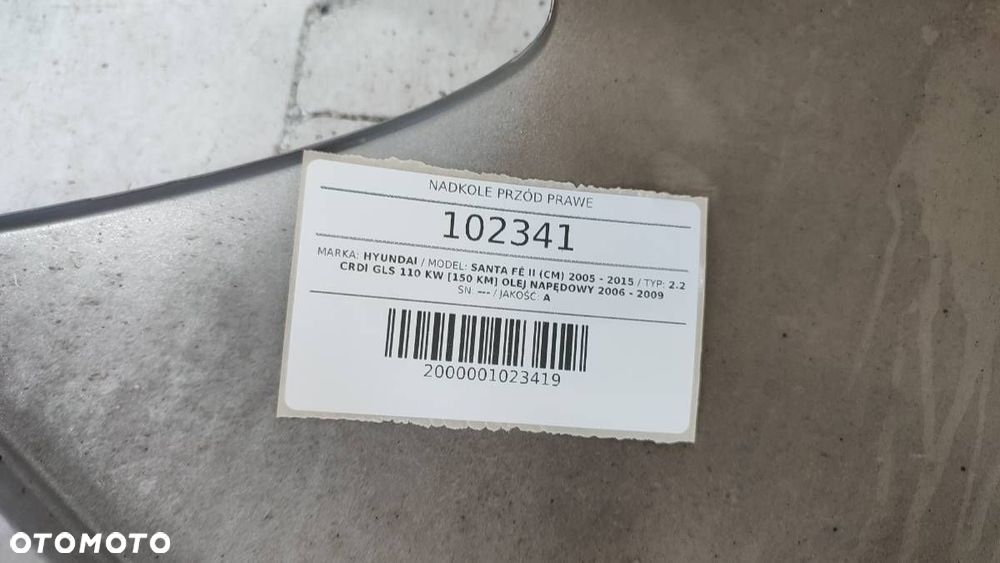 NADKOLE PRZÓD PRAWE
102341
MARKA: HYUNDAI / MODEL: SANTA FÉ II (CM) 2005 - 2015 / TYP: 2.2
CRDI GLS 110 KW [150 KM] OLEJ NAPĘDOWY 2006 - 2009
SN: --- / JAKOŚĆ: A
2000001023419
OTOMOTO